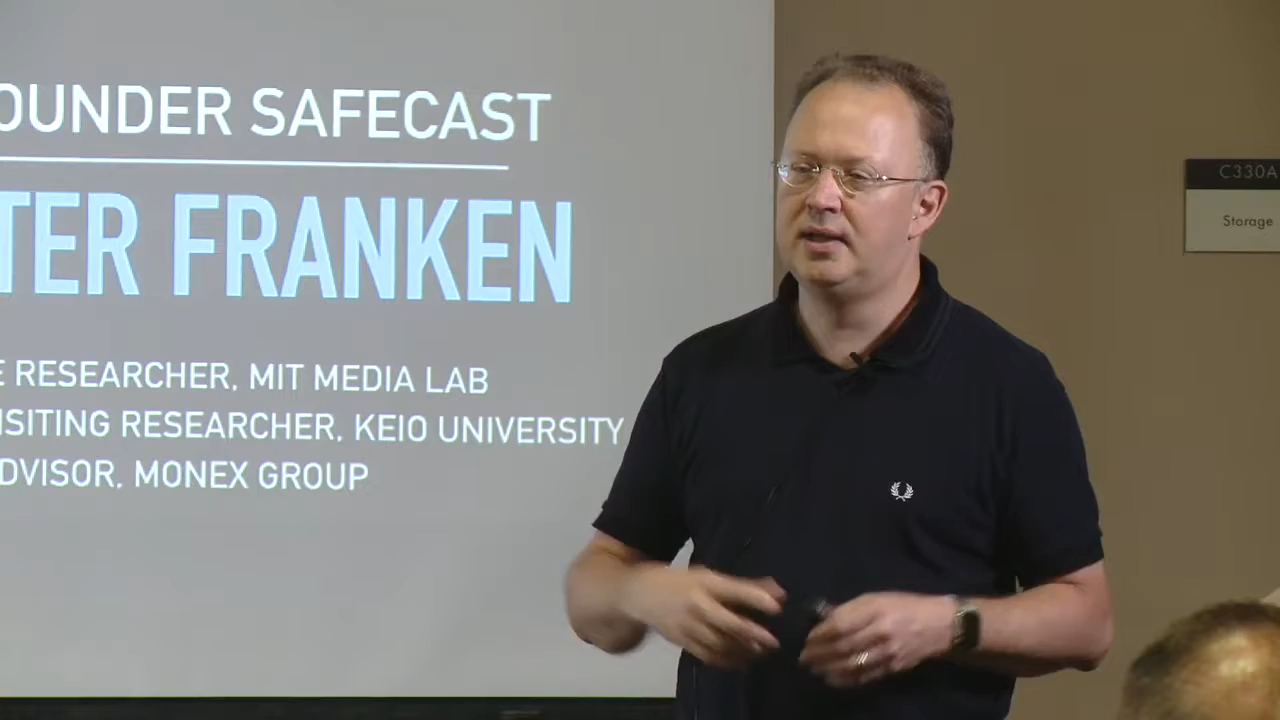 OUNDER SAFECAST
TER FRANKEN
E RESEARCHER, MIT MEDIA LAB
ISITING RESEARCHER, KEIO UNIVERSITY
DVISOR, MONEX GROUP
C330A
Storage